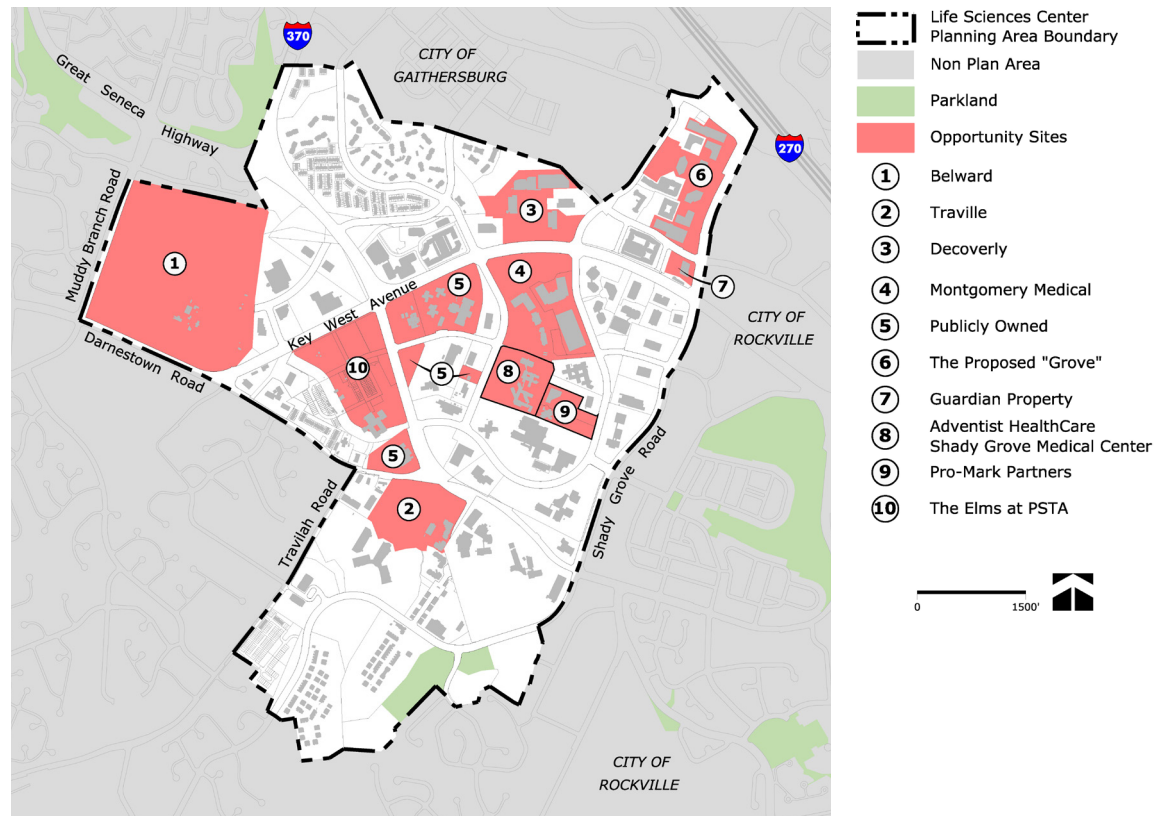 370
CITY OF
GAITHERSBURG
Great Seneca Highway
270
Muddy Branch Road
6
3
1
4
7
5
Key West Avenue
CITY OF
ROCKVILLE
Darnestown Road
10
5
8
9
5
Shady Grove Road
2
Travilah Road
CITY OF
ROCKVILLE
Life Sciences Center
Planning Area Boundary
Non Plan Area
Parkland
Opportunity Sites
1 Belward
2 Traville
3 Decoverly
4 Montgomery Medical
5 Publicly Owned
6 The Proposed "Grove"
7 Guardian Property
8 Adventist HealthCare
Shady Grove Medical Center
9 Pro-Mark Partners
10 The Elms at PSTA
0 1500'